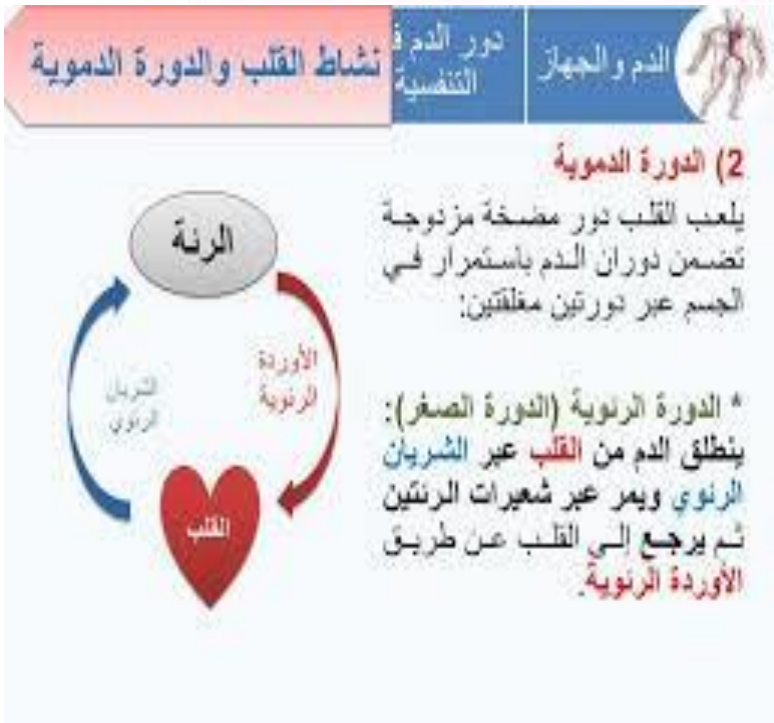 الدم والجهاز
دور الدم ف
التنفسية
نشاط القلب والدورة الدموية
2) الدورة الدموية
يلعب القلب دور مضخة مزدوجة
تضمن دوران الدم باستمرار في
الجسم عبر دورتين مغلقتين:
* الدورة الرئوية (الدورة الصغر):
ينطلق الدم من القلب عبر الشريان
الرئوي ويمر عبر شعيرات الرئتين
ثم يرجع إلى القلب عن طريق
الأوردة الرئوية.
الرئة
الأوردة
الرئوية
الشريان
الرئوي
القلب